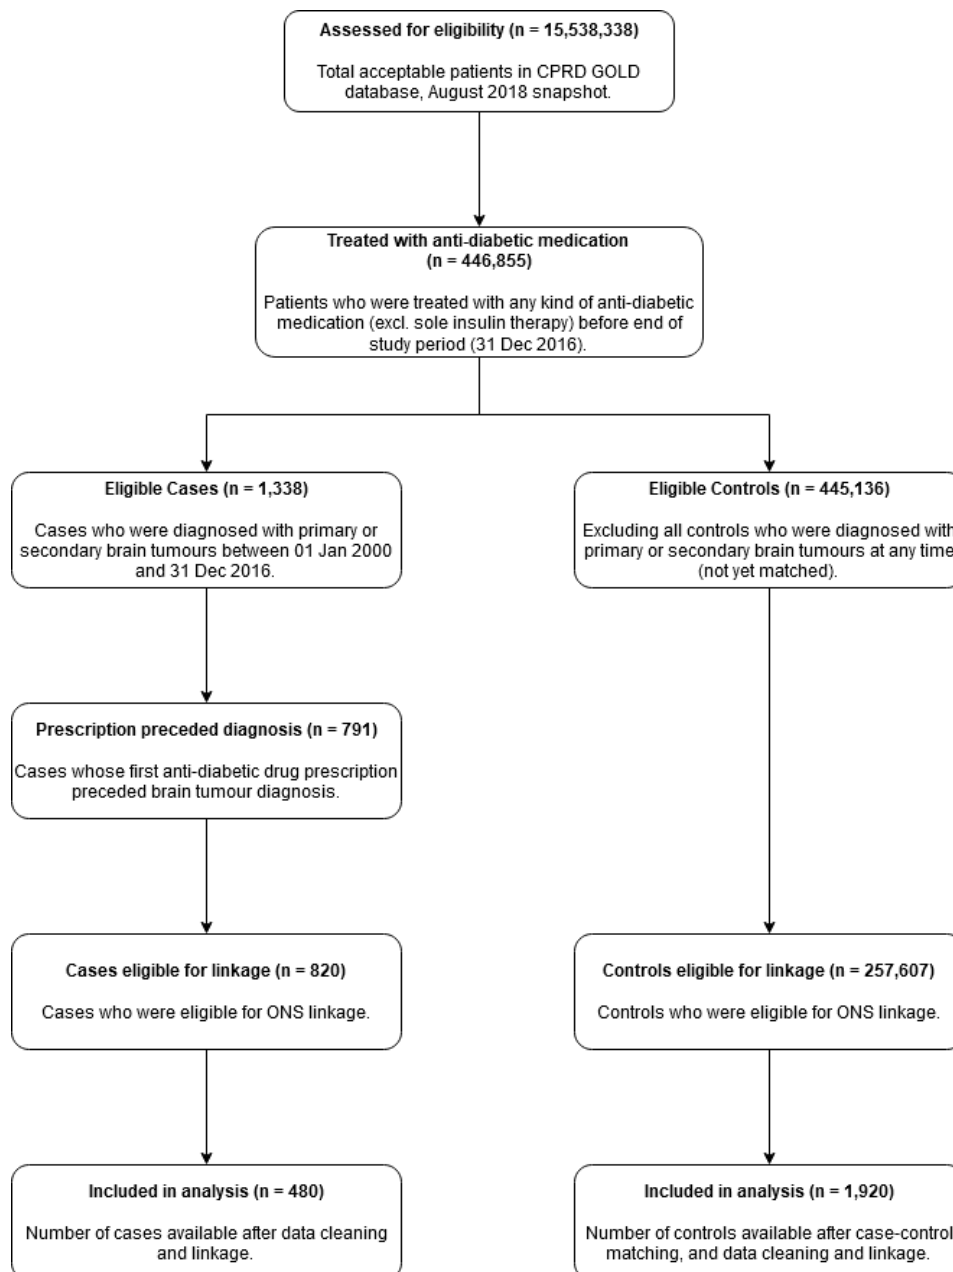 Assessed for eligibility (n = 15,538,338)
Total acceptable patients in CPRD GOLD
database, August 2018 snapshot.
Treated with anti-diabetic medication
(n = 446,855)
Patients who were treated with any kind of anti-diabetic
medication (excl. sole insulin therapy) before end of
study period (31 Dec 2016).
Eligible Cases (n = 1,338)
Cases who were diagnosed with primary or
secondary brain tumours between 01 Jan 2000
and 31 Dec 2016.
Eligible Controls (n = 445,136)
Excluding all controls who were diagnosed with
primary or secondary brain tumours at any time
(not yet matched).
Prescription preceded diagnosis (n = 791)
Cases whose first anti-diabetic drug prescription
preceded brain tumour diagnosis.
Cases eligible for linkage (n = 820)
Cases who were eligible for ONS linkage.
Controls eligible for linkage (n = 257,607)
Controls who were eligible for ONS linkage.
Included in analysis (n = 480)
Number of cases available after data cleaning
and linkage.
Included in analysis (n = 1,920)
Number of controls available after case-control
matching, and data cleaning and linkage.